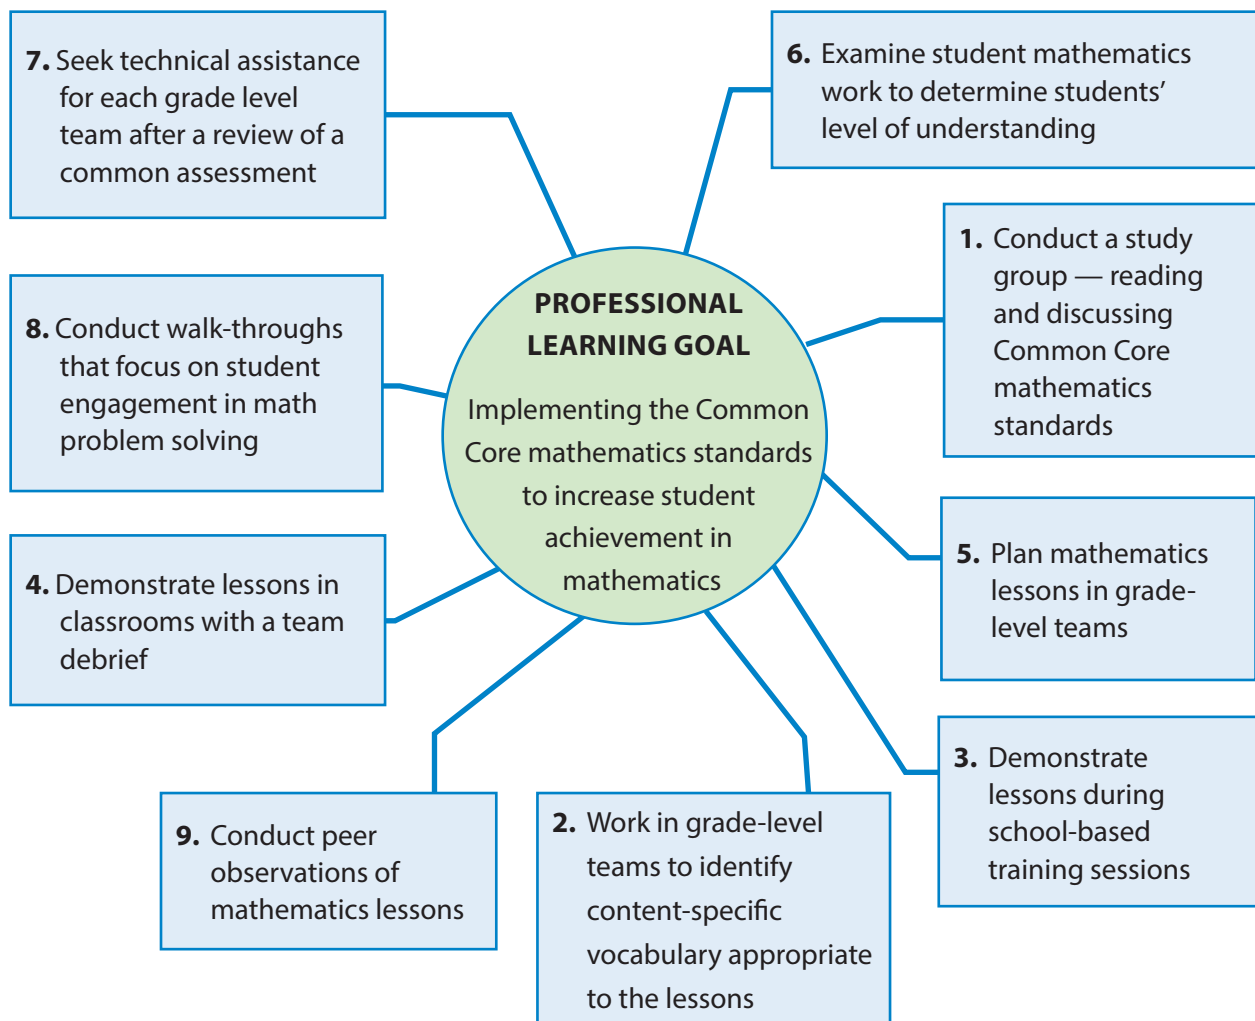 7. Seek technical assistance
for each grade level
team after a review of a
common assessment
6. Examine student mathematics
work to determine students’
level of understanding
1. Conduct a study
group — reading
and discussing
Common Core
mathematics
standards
PROFESSIONAL
LEARNING GOAL
Implementing the Common
Core mathematics standards
to increase student
achievement in
mathematics
8. Conduct walk-throughs
that focus on student
engagement in math
problem solving
5. Plan mathematics
lessons in grade-
level teams
4. Demonstrate lessons in
classrooms with a team
debrief
3. Demonstrate
lessons during
school-based
training sessions
9. Conduct peer
observations of
mathematics lessons
2. Work in grade-level
teams to identify
content-specific
vocabulary appropriate
to the lessons